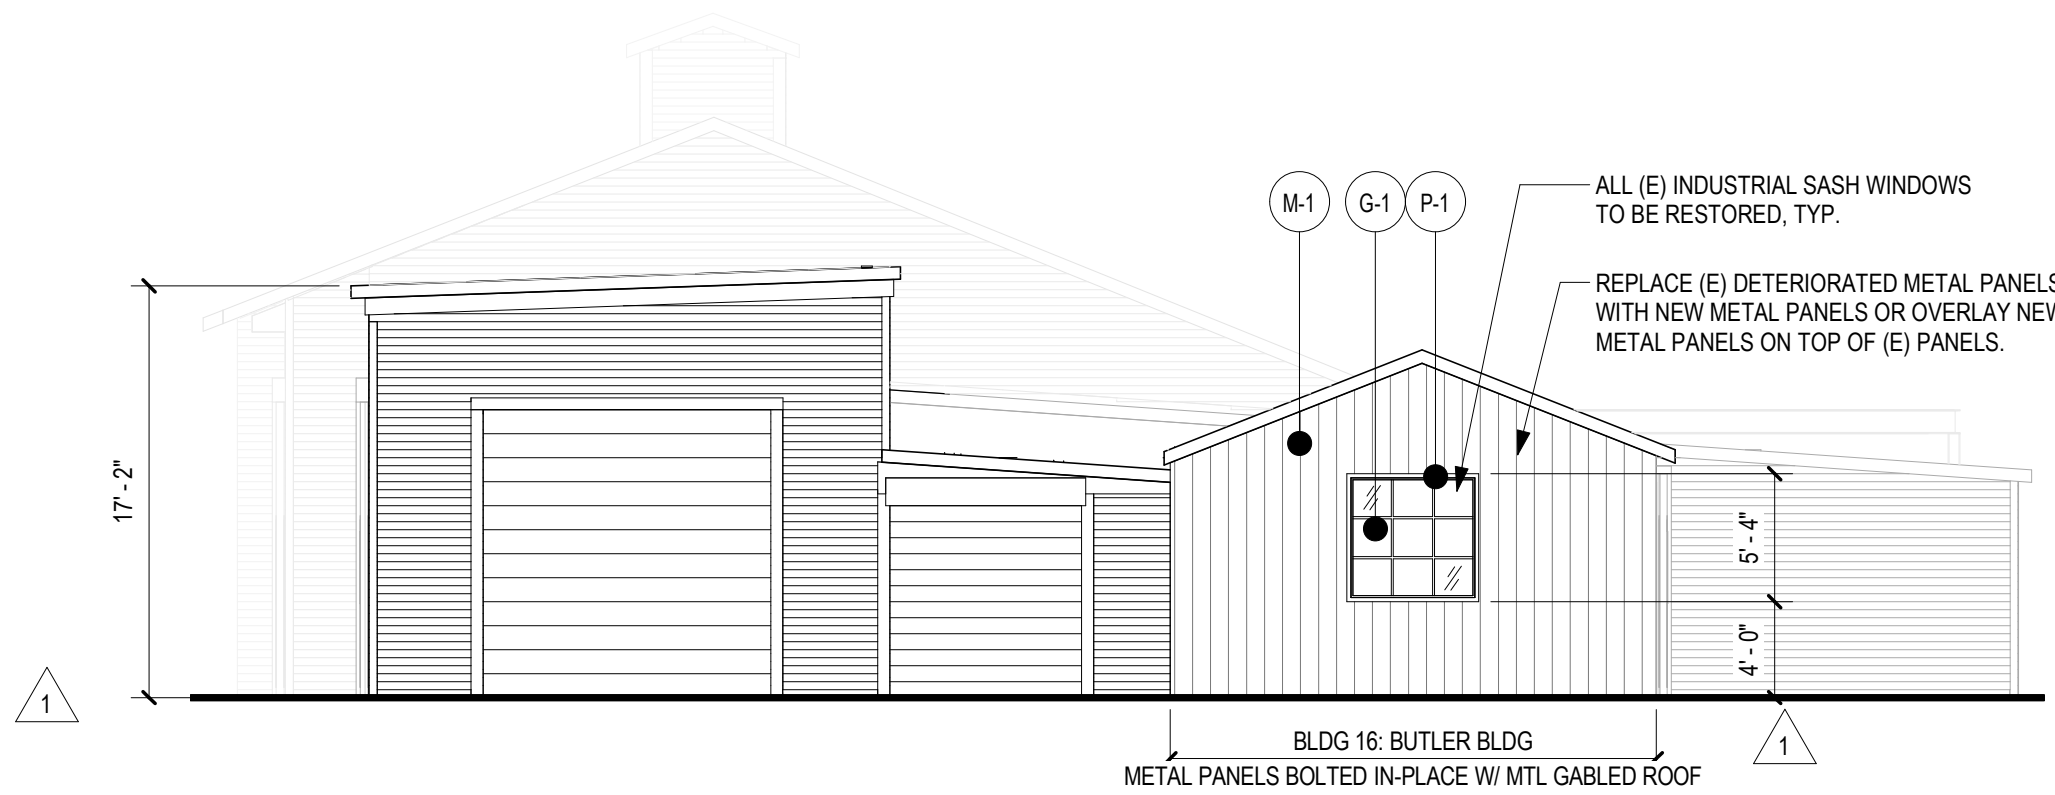 M-1
G-1
P-1
ALL (E) INDUSTRIAL SASH WINDOWS
TO BE RESTORED, TYP.
REPLACE (E) DETERIORATED METAL PANELS
WITH NEW METAL PANELS OR OVERLAY NEW
METAL PANELS ON TOP OF (E) PANELS.
17' - 2"
5' - 4"
4' - 0"
1
1
BLDG 16: BUTLER BLDG
METAL PANELS BOLTED IN-PLACE W/ MTL GABLED ROOF